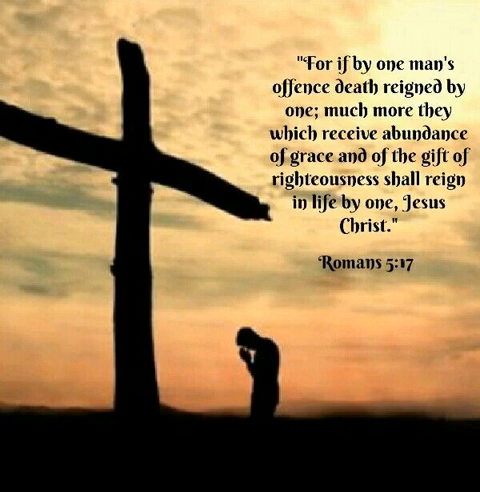 "For if by one man's
offence death reigned by
one; much more they
which receive abundance
of grace and of the gift of
righteousness shall reign
in life by one, Jesus
Christ."
Romans 5:17